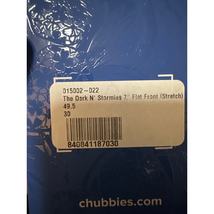 015002-022
The Dark N' Stormies 7" Flat Front (Stretch)
49.5
30
840841187030
chubbies.com